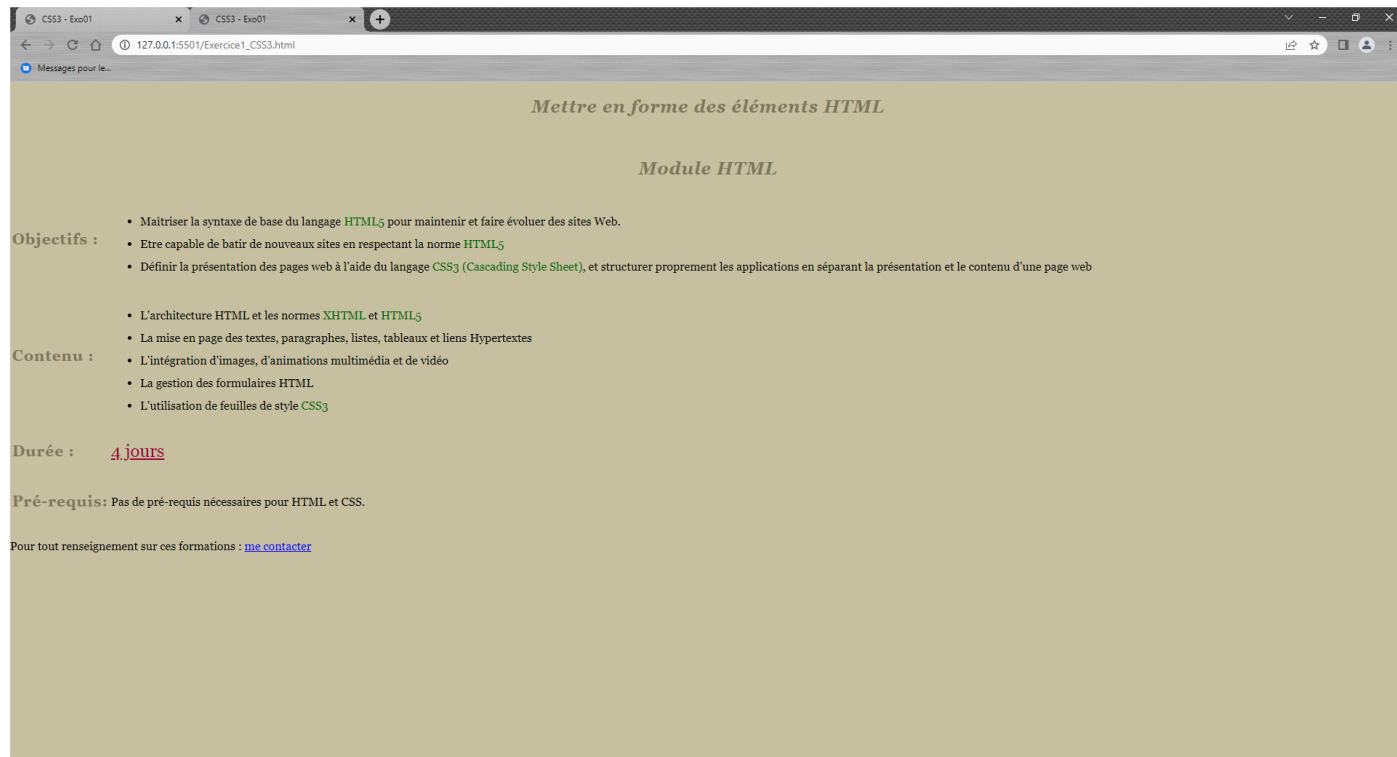 CSS3 - Exo01
CSS3 - Exo01
127.0.0.1:5501/Exercice1_CSS3.html
Messages pour le...
Mettre en forme des éléments HTML
Module HTML
Objectifs :
• Maîtriser la syntaxe de base du langage HTML5 pour maintenir et faire évoluer des sites Web.
• Etre capable de batir de nouveaux sites en respectant la norme HTML5
• Définir la présentation des pages web à l'aide du langage CSS3 (Cascading Style Sheet), et structurer proprement les applications en séparant la présentation et le contenu d'une page web
Contenu :
• L'architecture HTML et les normes XHTML et HTML5
• La mise en page des textes, paragraphes, listes, tableaux et liens Hypertextes
• L'intégration d'images, d'animations multimédia et de vidéo
• La gestion des formulaires HTML
• L'utilisation de feuilles de style CSS3
Durée : 4 jours
Pré-requis: Pas de pré-requis nécessaires pour HTML et CSS.
Pour tout renseignement sur ces formations : me contacter